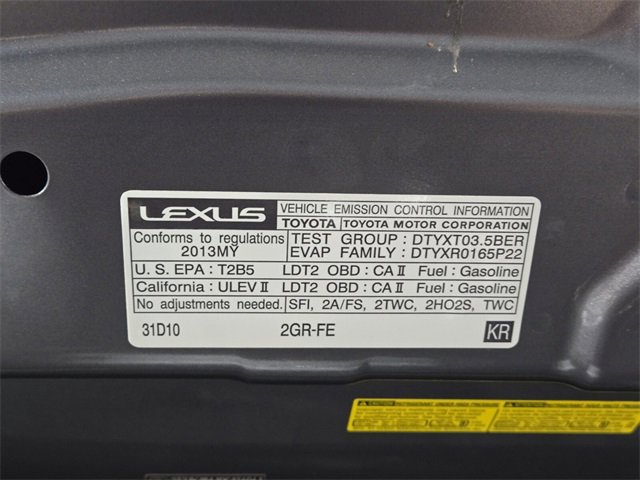 LEXUS VEHICLE EMISSION CONTROL INFORMATION
TOYOTA TOYOTA MOTOR CORPORATION
Conforms to regulations
2013MY
TEST GROUP : DTYXT03.5BER
EVAP FAMILY : DTYXR0165P22
U. S. EPA : T2B5 LDT2 OBD : CA II Fuel : Gasoline
California : ULEV II LDT2 OBD : CA II Fuel : Gasoline
No adjustments needed. SFI, 2A/FS, 2TWC, 2HO2S, TWC
31D10 2GR-FE KR
CAUTION